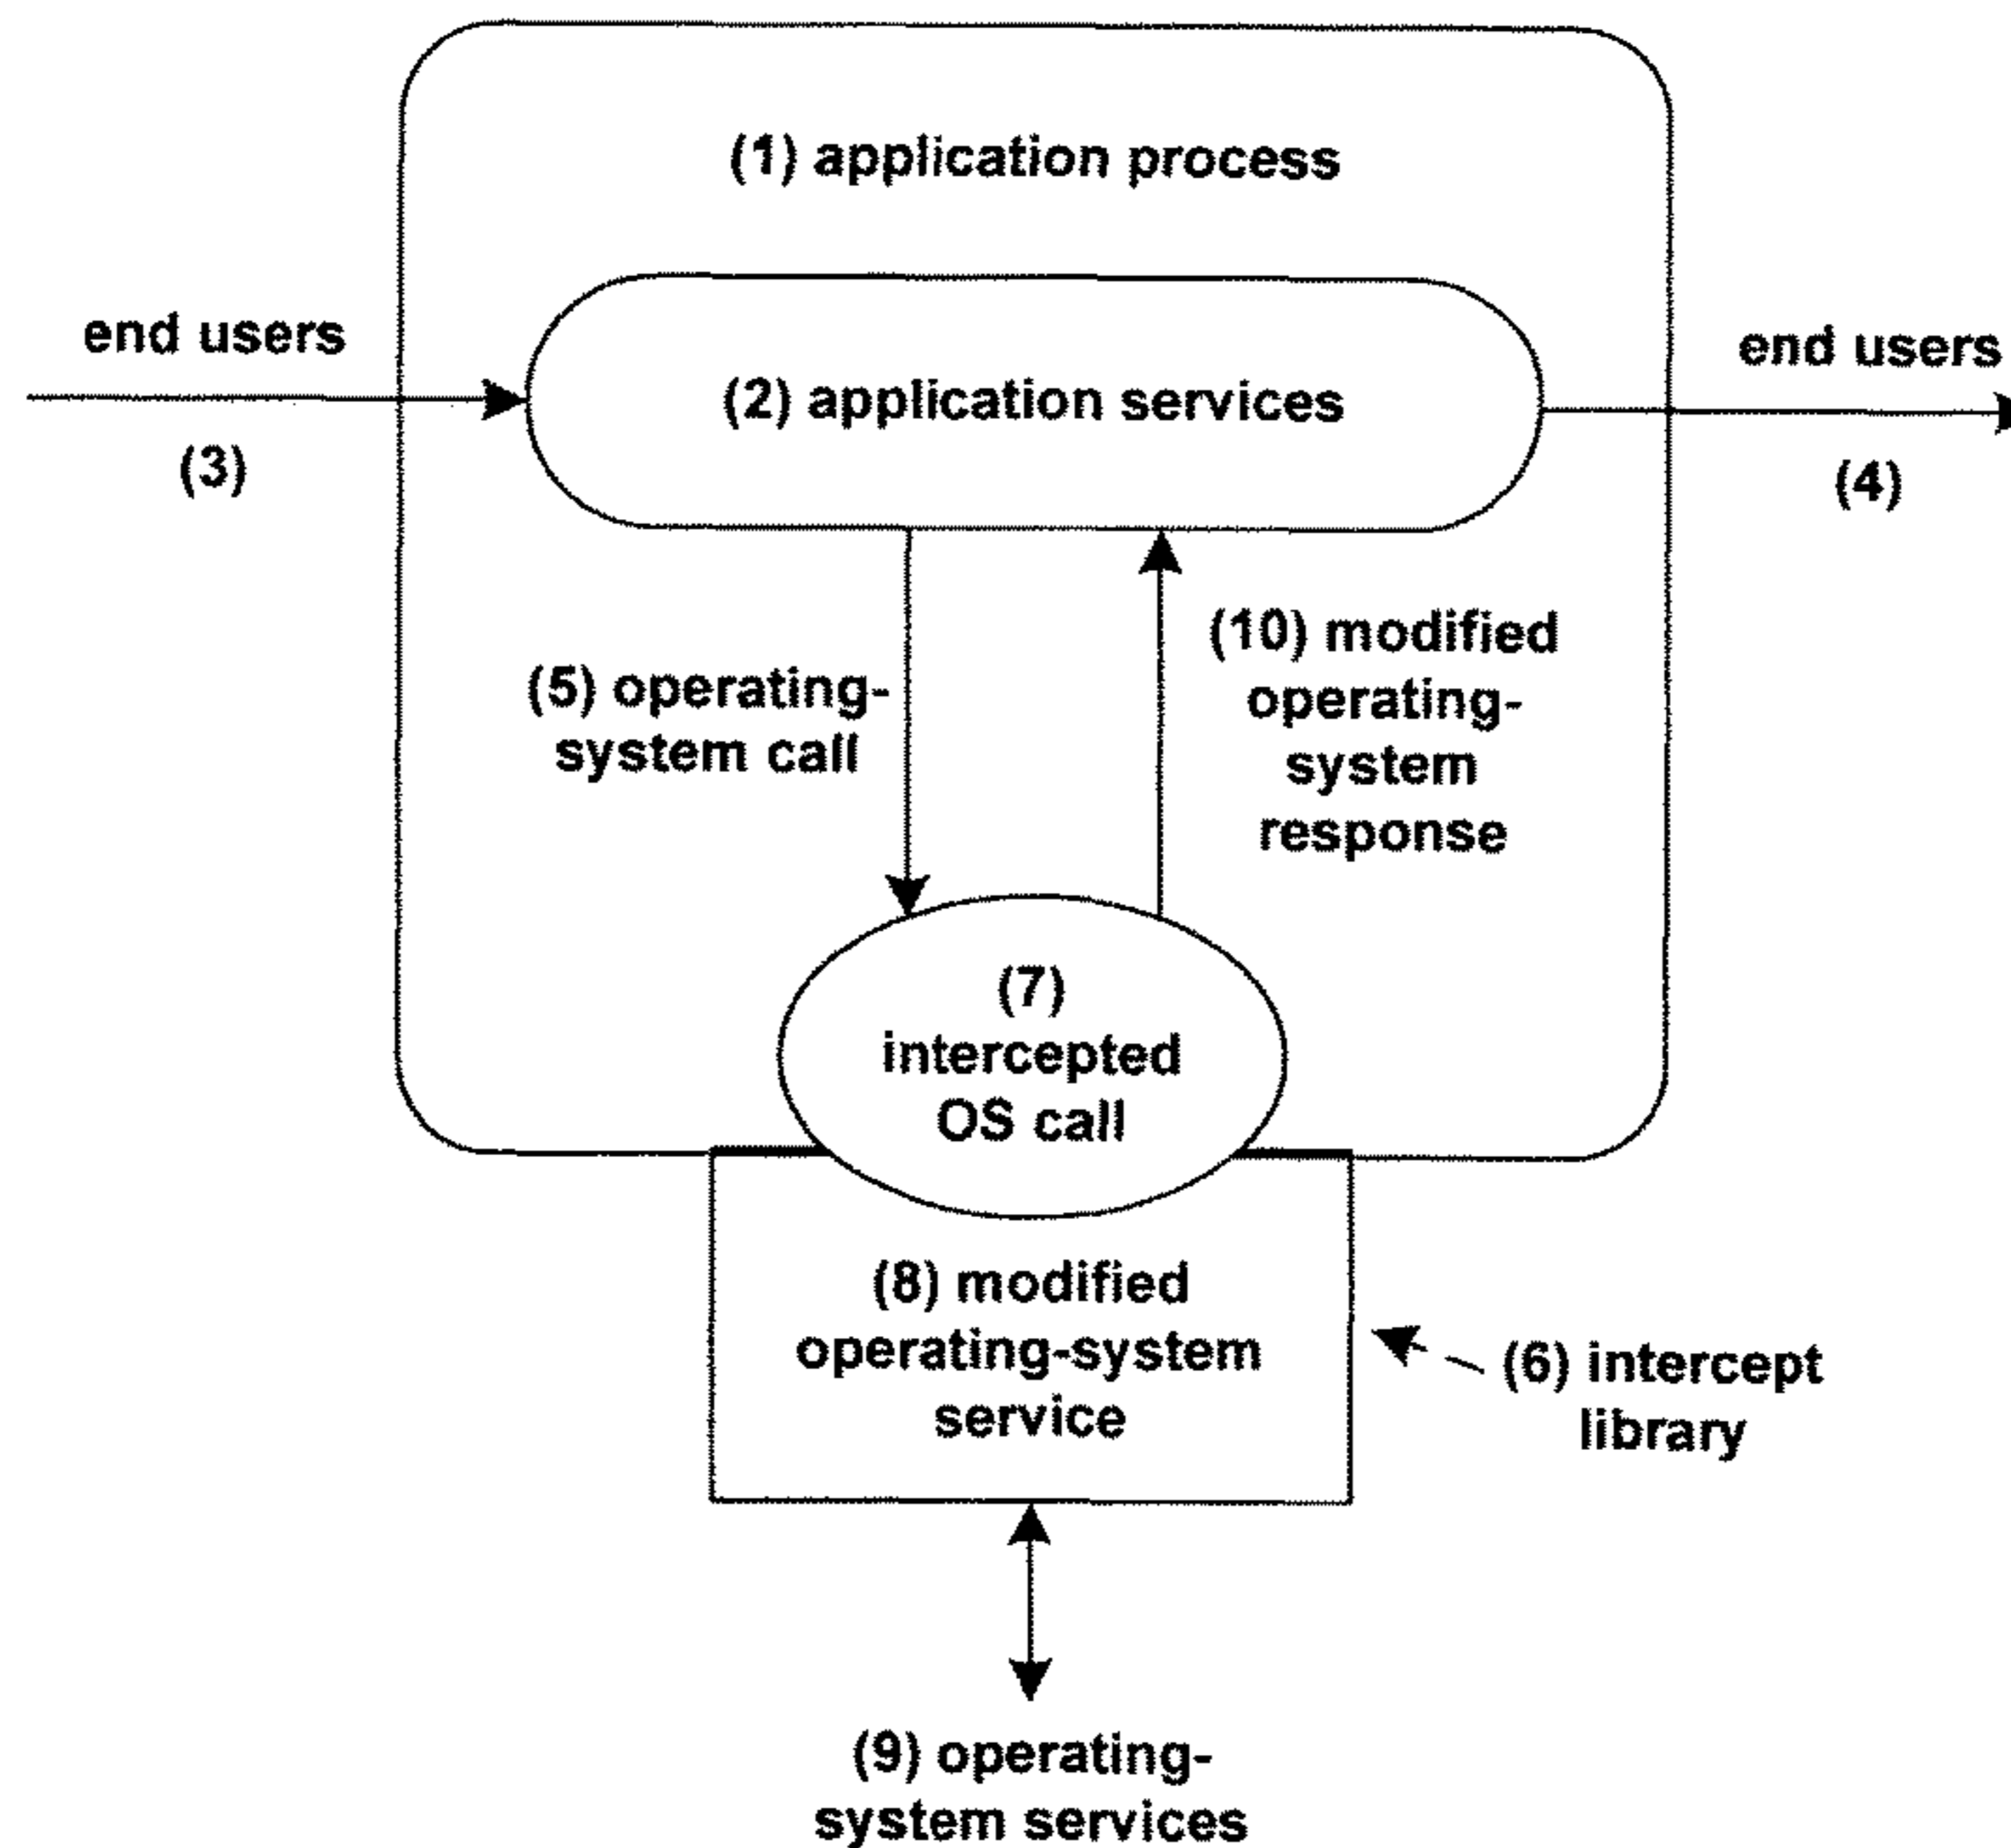 (1) application process
end users
(3)
(2) application services
end users
(4)
(5) operating-
system call
(10) modified
operating-
system
response
(7)
intercepted
OS call
(8) modified
operating-system
service
(6) intercept
library
(9) operating-
system services